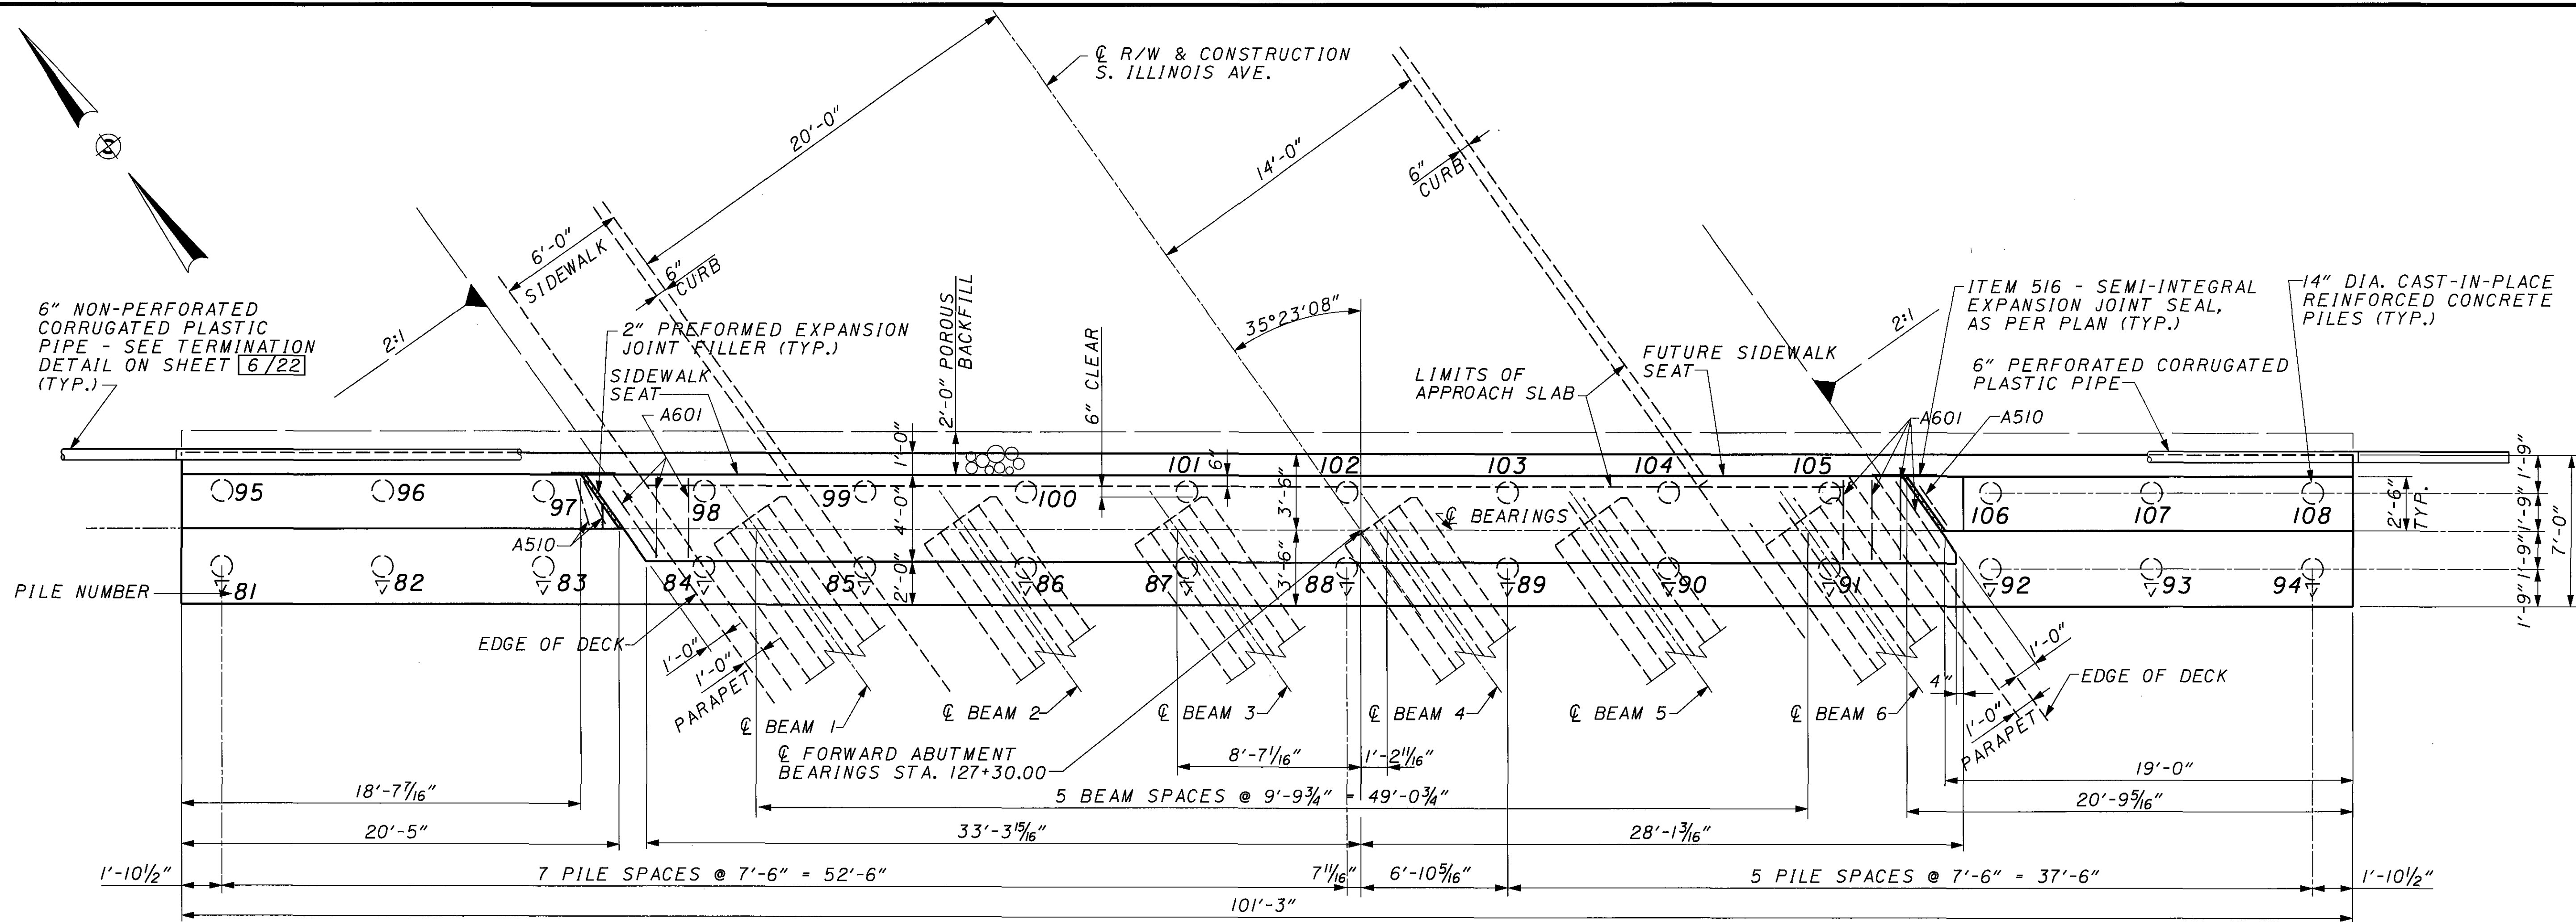 ℄ R/W & CONSTRUCTION
S. ILLINOIS AVE.
20'-0"
14'-0"
6"
CURB
6'-0"
SIDEWALK
6"
CURB
2:1
2:1
35°23'08"
6" NON-PERFORATED
CORRUGATED PLASTIC
PIPE - SEE TERMINATION
DETAIL ON SHEET 6/22
(TYP.)
2" PREFORMED EXPANSION
JOINT FILLER (TYP.)
SIDEWALK
SEAT
A601
2'-0" POROUS
BACKFILL
6" CLEAR
LIMITS OF
APPROACH SLAB
FUTURE SIDEWALK
SEAT
ITEM 516 - SEMI-INTEGRAL
EXPANSION JOINT SEAL,
AS PER PLAN (TYP.)
14" DIA. CAST-IN-PLACE
REINFORCED CONCRETE
PILES (TYP.)
6" PERFORATED CORRUGATED
PLASTIC PIPE
A601
A510
1'-0"
4'-0"
2'-0"
6"
3'-6"
3'-6"
101
102
103
104
105
95
96
97
98
99
100
106
107
108
A510
℄ BEARINGS
1'-9"
1'-9"
1'-9"
1'-9"
2'-6"
TYP.
7'-0"
PILE NUMBER
81
82
83
84
85
86
87
88
89
90
91
92
93
94
EDGE OF DECK
1'-0"
1'-0"
PARAPET
℄ BEAM 1
℄ BEAM 2
℄ BEAM 3
℄ BEAM 4
℄ BEAM 5
℄ BEAM 6
4"
1'-0"
EDGE OF DECK
1'-0"
PARAPET
℄ FORWARD ABUTMENT
BEARINGS STA. 127+30.00
8'-7 1/16"
1'-2 11/16"
18'-7 7/16"
5 BEAM SPACES @ 9'-9 3/4" = 49'-0 3/4"
19'-0"
20'-9 5/16"
20'-5"
33'-3 15/16"
28'-1 3/16"
1'-10 1/2"
7 PILE SPACES @ 7'-6" = 52'-6"
7 11/16"
6'-10 5/16"
5 PILE SPACES @ 7'-6" = 37'-6"
1'-10 1/2"
101'-3"